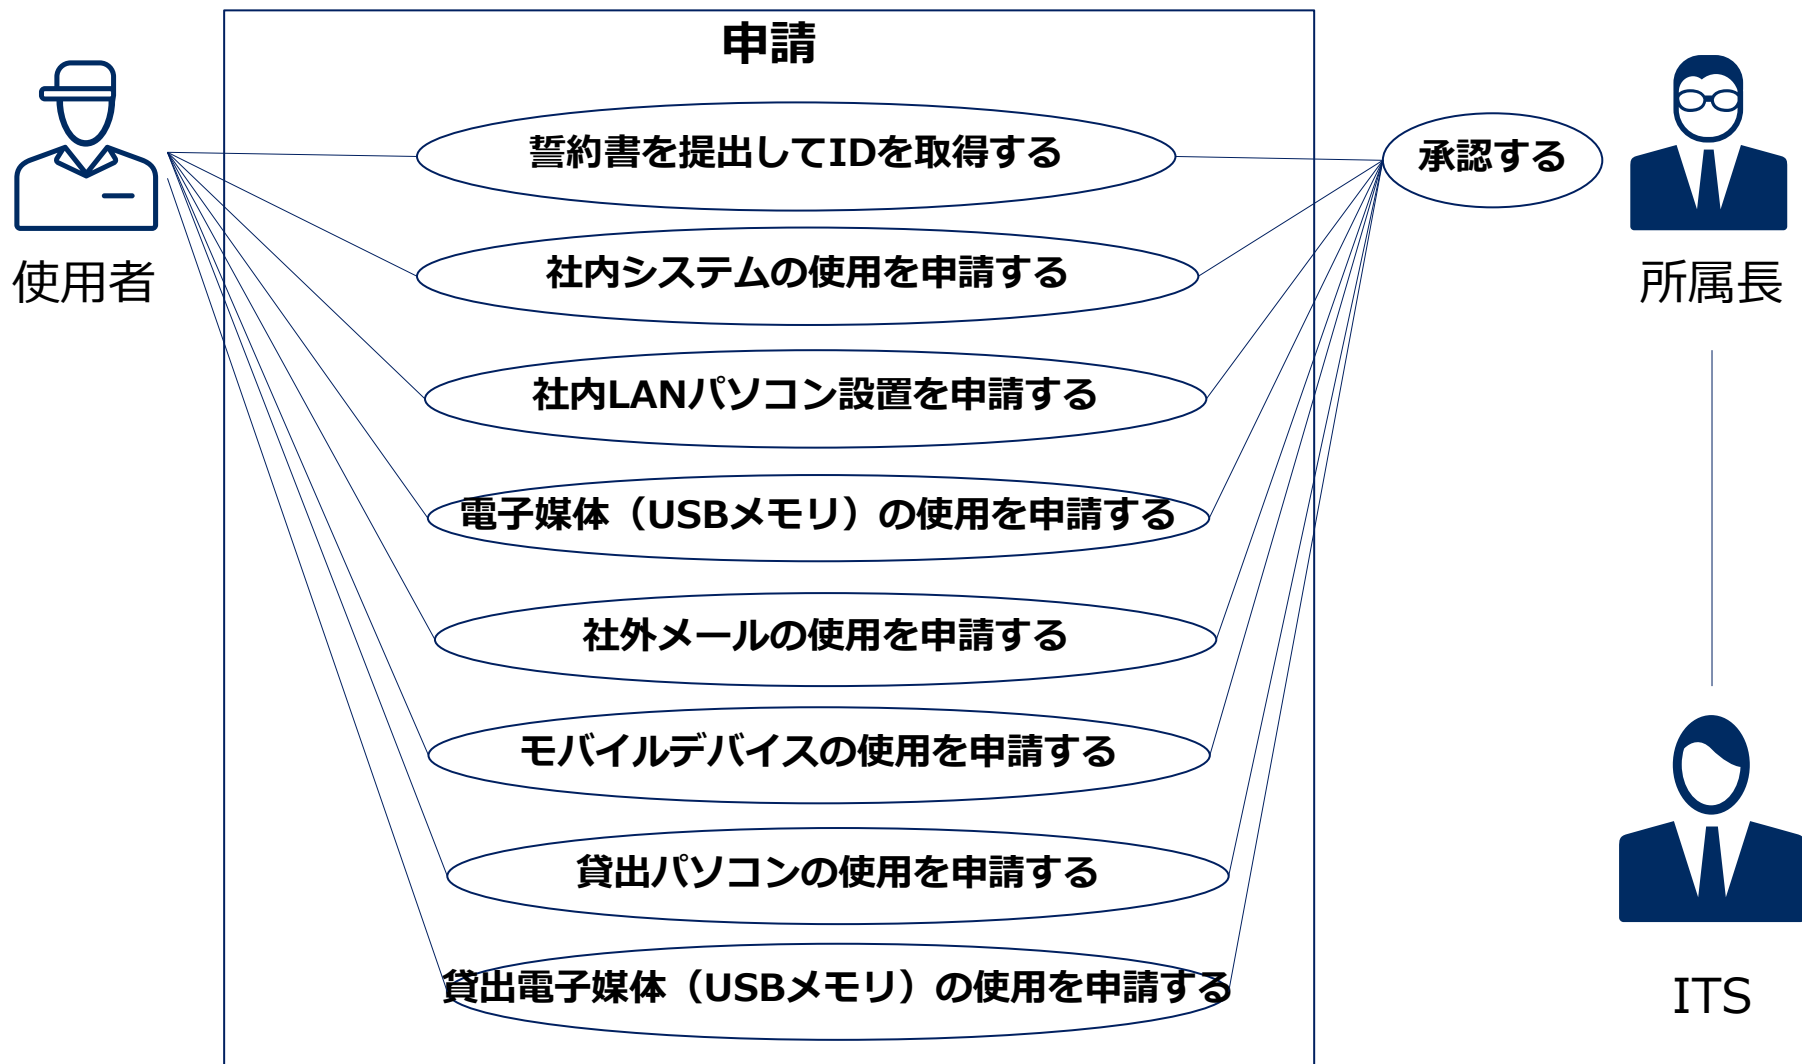 申請
誓約書を提出してIDを取得する
承認する
社内システムの使用を申請する
使用者
所属長
社内LANパソコン設置を申請する
電子媒体（USBメモリ）の使用を申請する
社外メールの使用を申請する
モバイルデバイスの使用を申請する
貸出パソコンの使用を申請する
貸出電子媒体（USBメモリ）の使用を申請する
ITS